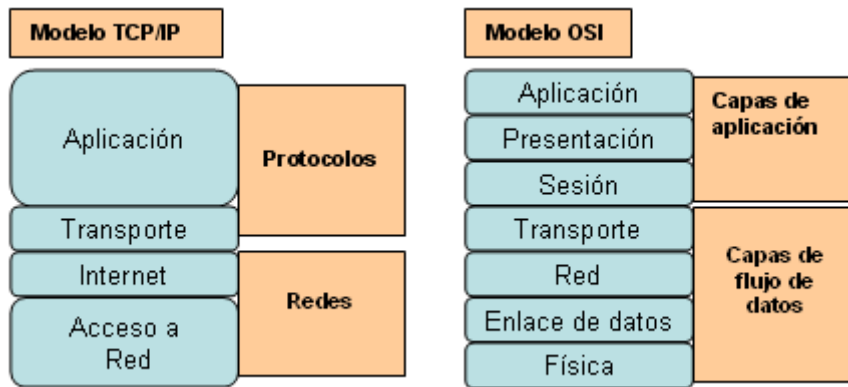 Modelo TCP/IP
Aplicación
Transporte
Internet
Acceso a
Red
Protocolos
Redes
Modelo OSI
Aplicación
Presentación
Sesión
Transporte
Red
Enlace de datos
Física
Capas de
aplicación
Capas de
flujo de
datos